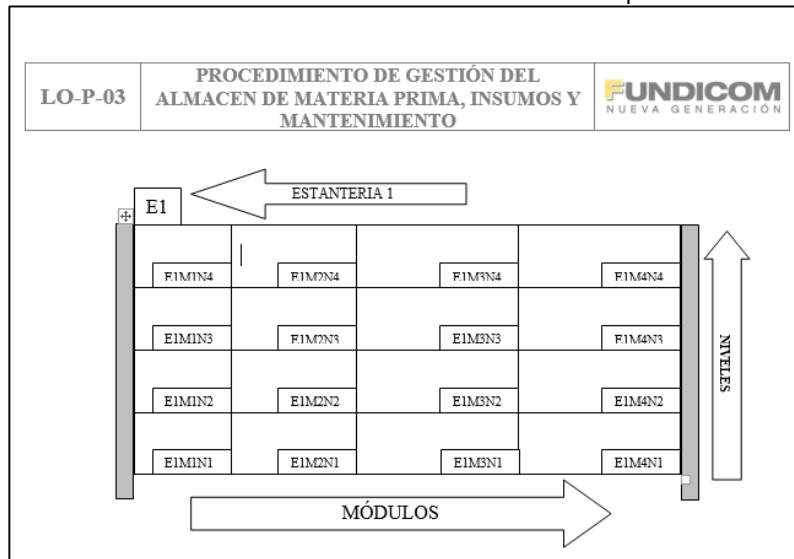 LO-P-03
PROCEDIMIENTO DE GESTIÓN DEL
ALMACEN DE MATERIA PRIMA, INSUMOS Y
MANTENIMIENTO
FUNDICOM
NUEVA GENERACIÓN
E1
ESTANTERIA 1
E1M1N4 E1M2N4 E1M3N4 E1M4N4
E1M1N3 E1M2N3 E1M3N3 E1M4N3
E1M1N2 E1M2N2 E1M3N2 E1M4N2
E1M1N1 E1M2N1 E1M3N1 E1M4N1
NIVELES
MÓDULOS